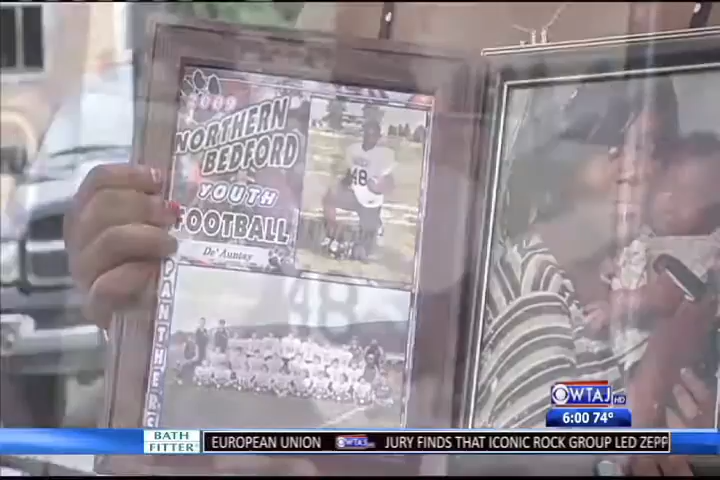 2009
NORTHERN
BEDFORD
YOUTH
FOOTBALL
De'Auntay
48
PANTHERS
48
WTAJ HD
6:00 74°
BATH
FITTER
EUROPEAN UNION WTAJ JURY FINDS THAT ICONIC ROCK GROUP LED ZEPP